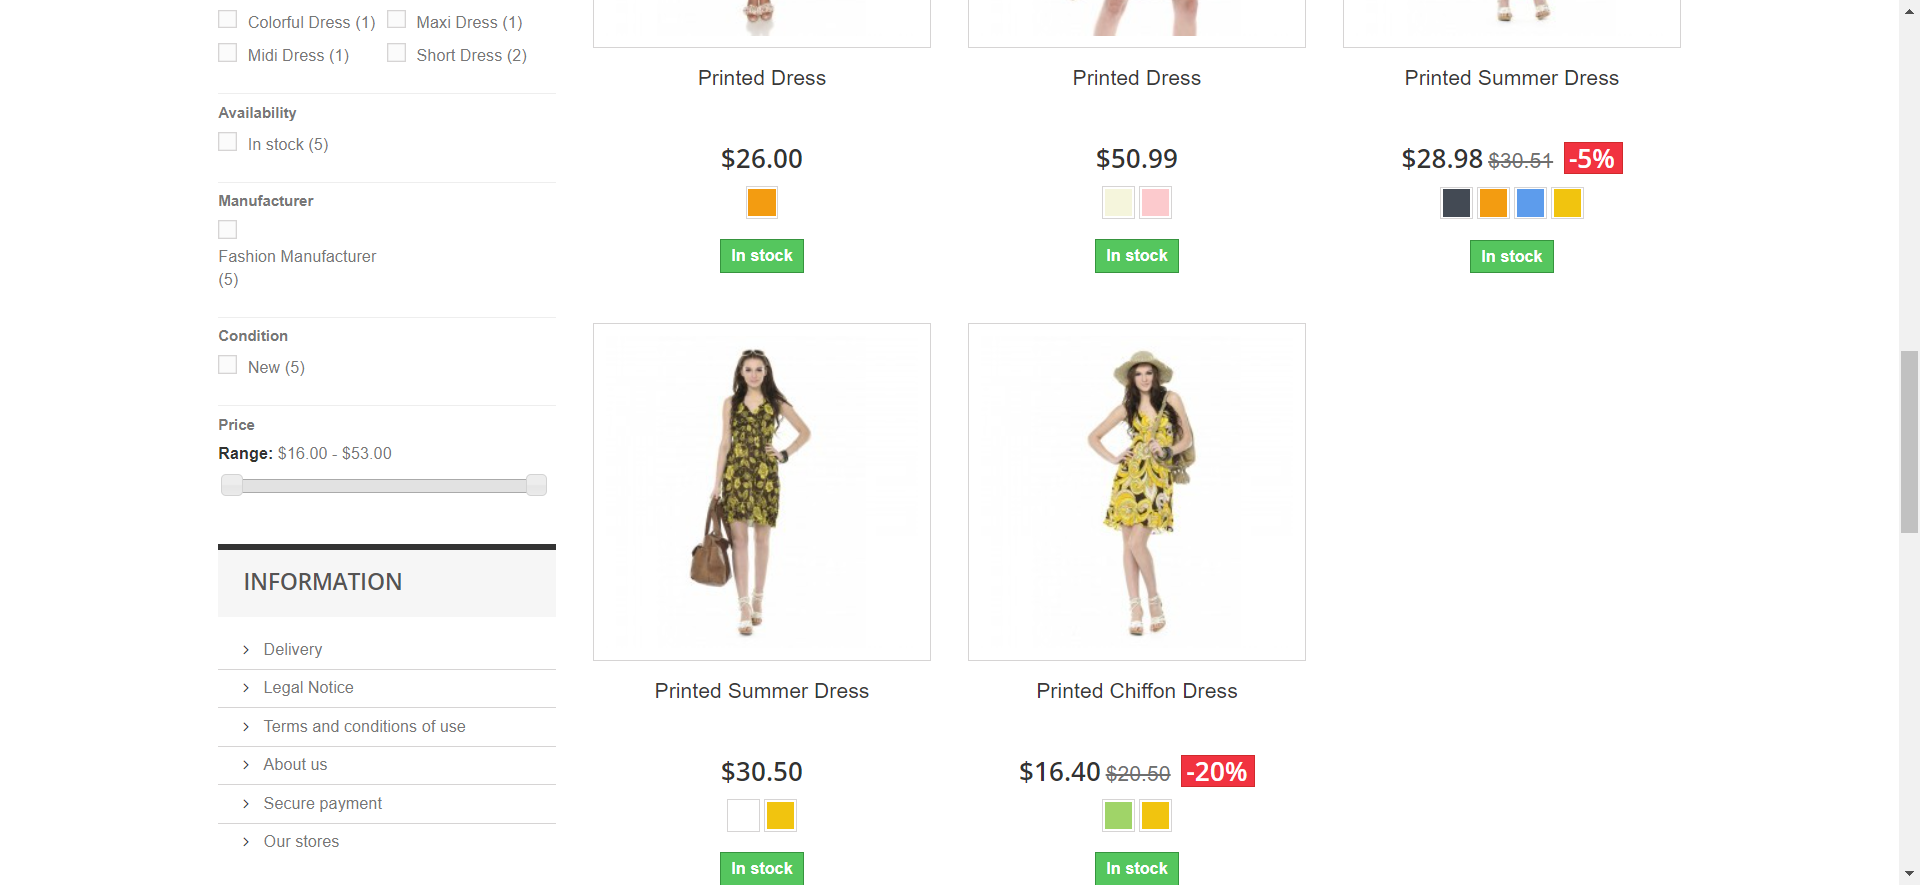 Colorful Dress (1)
Maxi Dress (1)
Midi Dress (1)
Short Dress (2)
Availability
In stock (5)
Manufacturer
Fashion Manufacturer
(5)
Condition
New (5)
Price
Range: $16.00 - $53.00
INFORMATION
Delivery
Legal Notice
Terms and conditions of use
About us
Secure payment
Our stores
Printed Dress
$26.00
In stock
Printed Dress
$50.99
In stock
Printed Summer Dress
$28.98 $30.51 -5%
In stock
Printed Summer Dress
$30.50
In stock
Printed Chiffon Dress
$16.40 $20.50 -20%
In stock